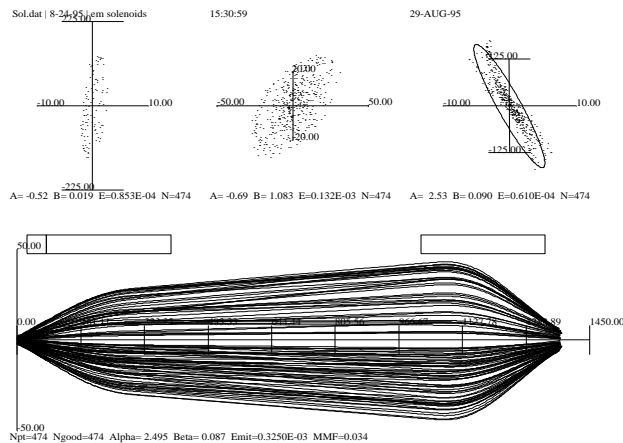 Sol.dat | 8-24-95 | em solenoids 15:30:59 29-AUG-95
225.00
-10.00 10.00
-225.00
20.00
-50.00 50.00
-20.00
125.00
-10.00 10.00
-125.00
A= -0.52 B= 0.019 E=0.853E-04 N=474
A= -0.69 B= 1.083 E=0.132E-03 N=474
A= 2.53 B= 0.090 E=0.610E-04 N=474
50.00
0.00 1450.00
-50.00
Npt=474 Ngood=474 Alpha= 2.495 Beta= 0.087 Emit=0.3250E-03 MMF=0.034